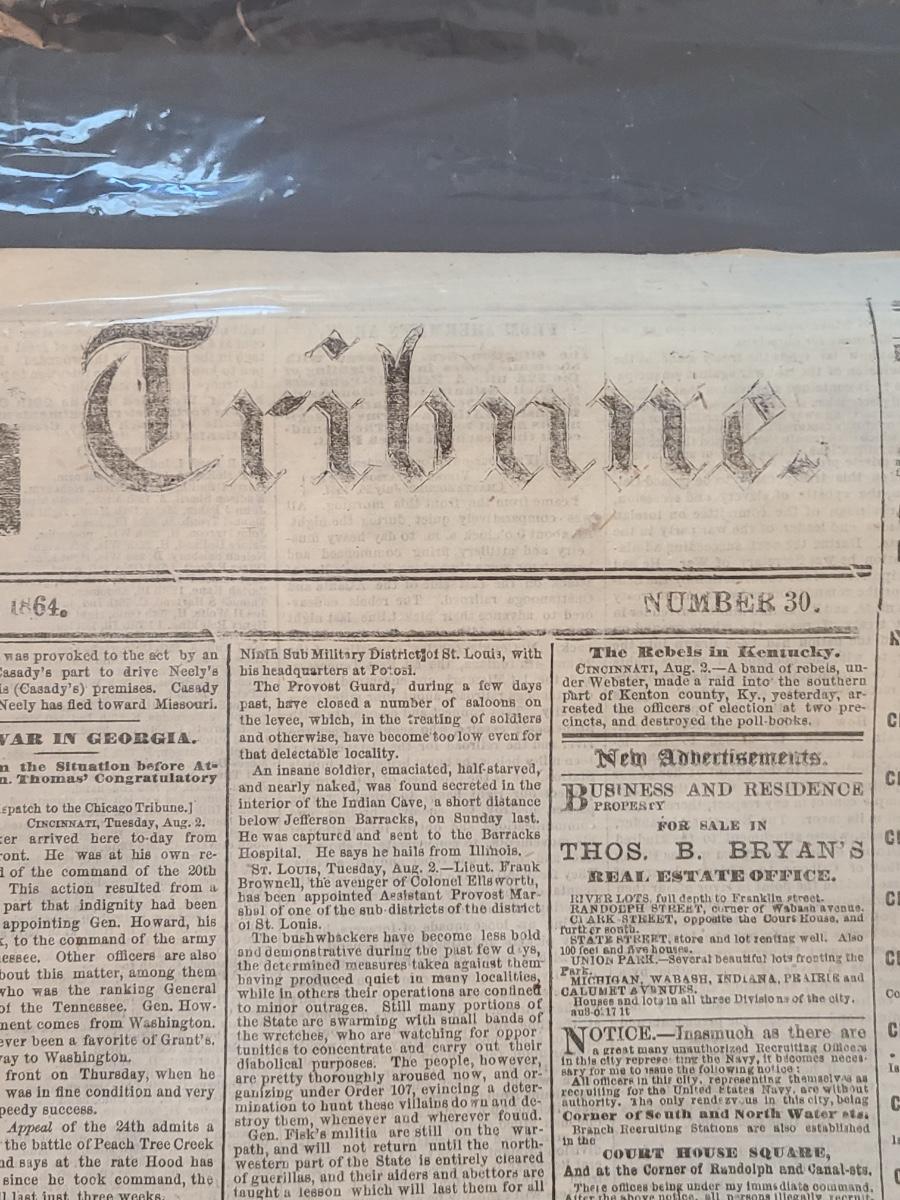 Tribune.
1864.
NUMBER 30.
was provoked to the act by an
Casady's part to drive Neely's
is (Casady's) premises. Casady
Neely has fled toward Missouri.
WAR IN GEORGIA.
the Situation before At-
Thomas' Congratulatory
spatch to the Chicago Tribune.]
CINCINNATI, Tuesday, Aug. 2.
ker arrived here to-day from
ront. He was at his own re-
d of the command of the 20th
This action resulted from a
part that indignity had been
appointing Gen. Howard, his
, to the command of the army
nessee. Other officers are also
bout this matter, among them
who was the ranking General
of the Tennessee. Gen. How-
ment comes from Washington.
ever been a favorite of Grant's.
way to Washington.
front on Thursday, when he
was in fine condition and very
peedy success.
Appeal of the 24th admits a
the battle of Peach Tree Creek
nd says at the rate Hood has
since he took command, the
ll last just three weeks.
Ninth Sub Military District of St. Louis, with
his headquarters at Potosi.
The Provost Guard, during a few days
past, have closed a number of saloons on
the levee, which, in the treating of soldiers
and otherwise, have become too low even for
that delectable locality.
An insane soldier, emaciated, half-starved,
and nearly naked, was found secreted in the
interior of the Indian Cave, a short distance
below Jefferson Barracks, on Sunday last.
He was captured and sent to the Barracks
Hospital. He says he hails from Illinois.
ST. LOUIS, Tuesday, Aug. 2.—Lieut. Frank
Brownell, the avenger of Colonel Ellsworth,
has been appointed Assistant Provost Mar-
shal of one of the sub-districts of the district
of St. Louis.
The bushwhackers have become less bold
and demonstrative during the past few days,
the determined measures taken against them
having produced quiet in many localities,
while in others their operations are confined
to minor outrages. Still many portions of
the State are swarming with small bands of
the wretches, who are watching for oppor
tunities to concentrate and carry out their
diabolical purposes. The people, however,
are pretty thoroughly aroused now, and or-
ganizing under Order 107, evincing a deter-
mination to hunt these villains down and de-
stroy them, whenever and wherever found.
Gen. Fisk's militia are still on the war-
path, and will not return until the north-
western part of the State is entirely cleared
of guerillas, and their alders and abettors are
taught a lesson which will last them for all
The Rebels in Kentucky.
CINCINNATI, Aug. 2.—A band of rebels, un-
der Webster, made a raid into the southern
part of Kenton county, Ky., yesterday, ar-
rested the officers of election at two pre-
cincts, and destroyed the poll-books.
New Advertisements.
BUSINESS AND RESIDENCE
PROPERTY
FOR SALE IN
THOS. B. BRYAN'S
REAL ESTATE OFFICE.
RIVER LOTS, full depth to Franklin street.
RANDOLPH STREET, corner of Wabash avenue.
CLARK STREET, opposite the Court House, and
further south.
STATE STREET, store and lot renting well. Also
100 feet and five houses.
UNION PARK.—Several beautiful lots fronting the
Park.
MICHIGAN, WABASH, INDIANA, PRAIRIE and
CALUMET AVENUES.
Houses and lots in all three Divisions of the city.
NOTICE.—Inasmuch as there are
a great many unauthorized Recruiting Officers
in this city representing the Navy, it becomes neces-
sary for me to issue the following notice:
All officers in this city, representing themselves as
recruiting for the United States Navy, are without
authority. The only rendezvous in this city, being
Corner of South and North Water sts.
Branch Recruiting Stations are also established
in the
COURT HOUSE SQUARE,
And at the Corner of Randolph and Canal-sts.
These offices being under my immediate command.
After the above notice, all persons illegally